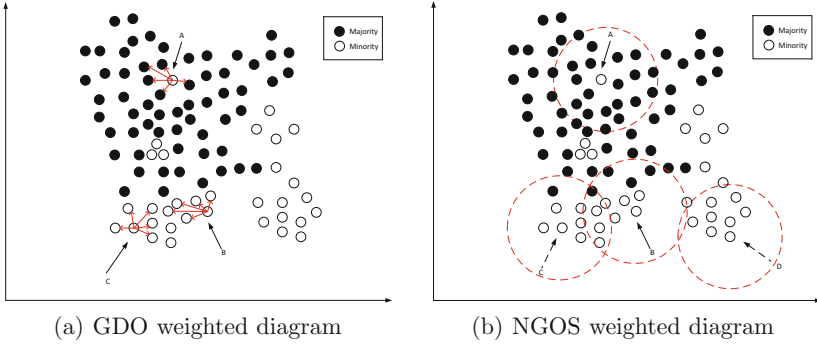 Majority
Minority
A
B
C
(a) GDO weighted diagram
Majority
Minority
A
B
C
D
(b) NGOS weighted diagram